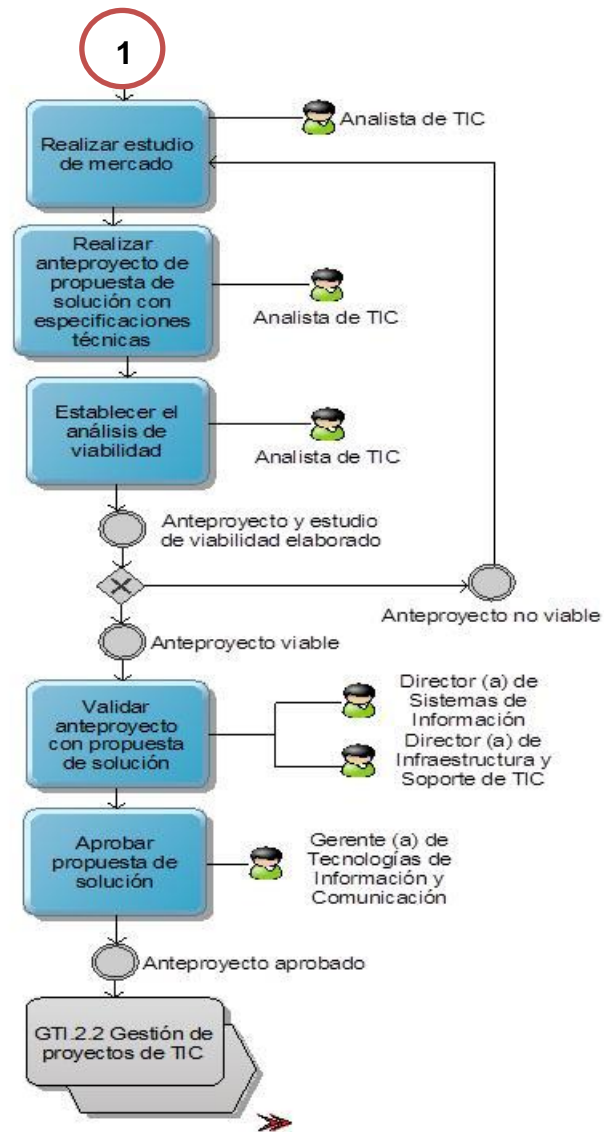 1
Realizar estudio
de mercado
Analista de TIC
Realizar
anteproyecto de
propuesta de
solución con
especificaciones
técnicas
Analista de TIC
Establecer el
análisis de
viabilidad
Analista de TIC
Anteproyecto y estudio
de viabilidad elaborado
Anteproyecto no viable
Anteproyecto viable
Validar
anteproyecto
con propuesta
de solución
Director (a) de
Sistemas de
Información
Director (a) de
Infraestructura y
Soporte de TIC
Aprobar
propuesta de
solución
Gerente (a) de
Tecnologías de
Información y
Comunicación
Anteproyecto aprobado
GTI.2.2 Gestión de
proyectos de TIC